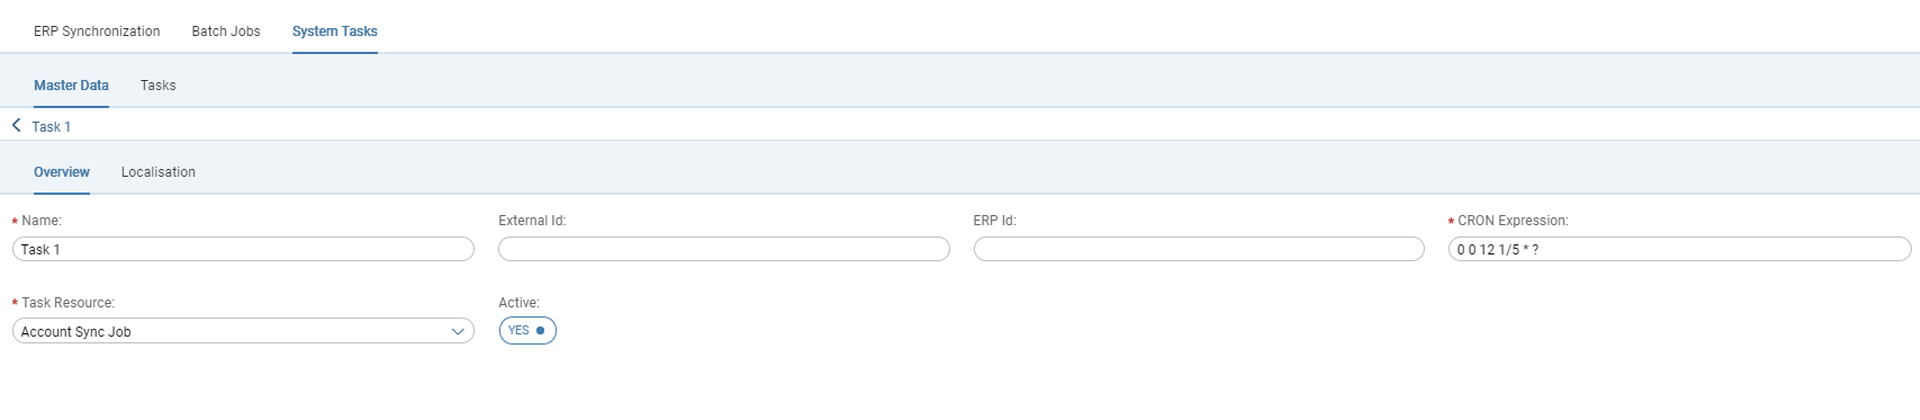 ERP Synchronization Batch Jobs System Tasks
Master Data Tasks
Task 1
Overview Localisation
* Name: External Id: ERP Id: * CRON Expression:
Task 1 0 0 12 1/5 * ?
* Task Resource: Active:
Account Sync Job YES